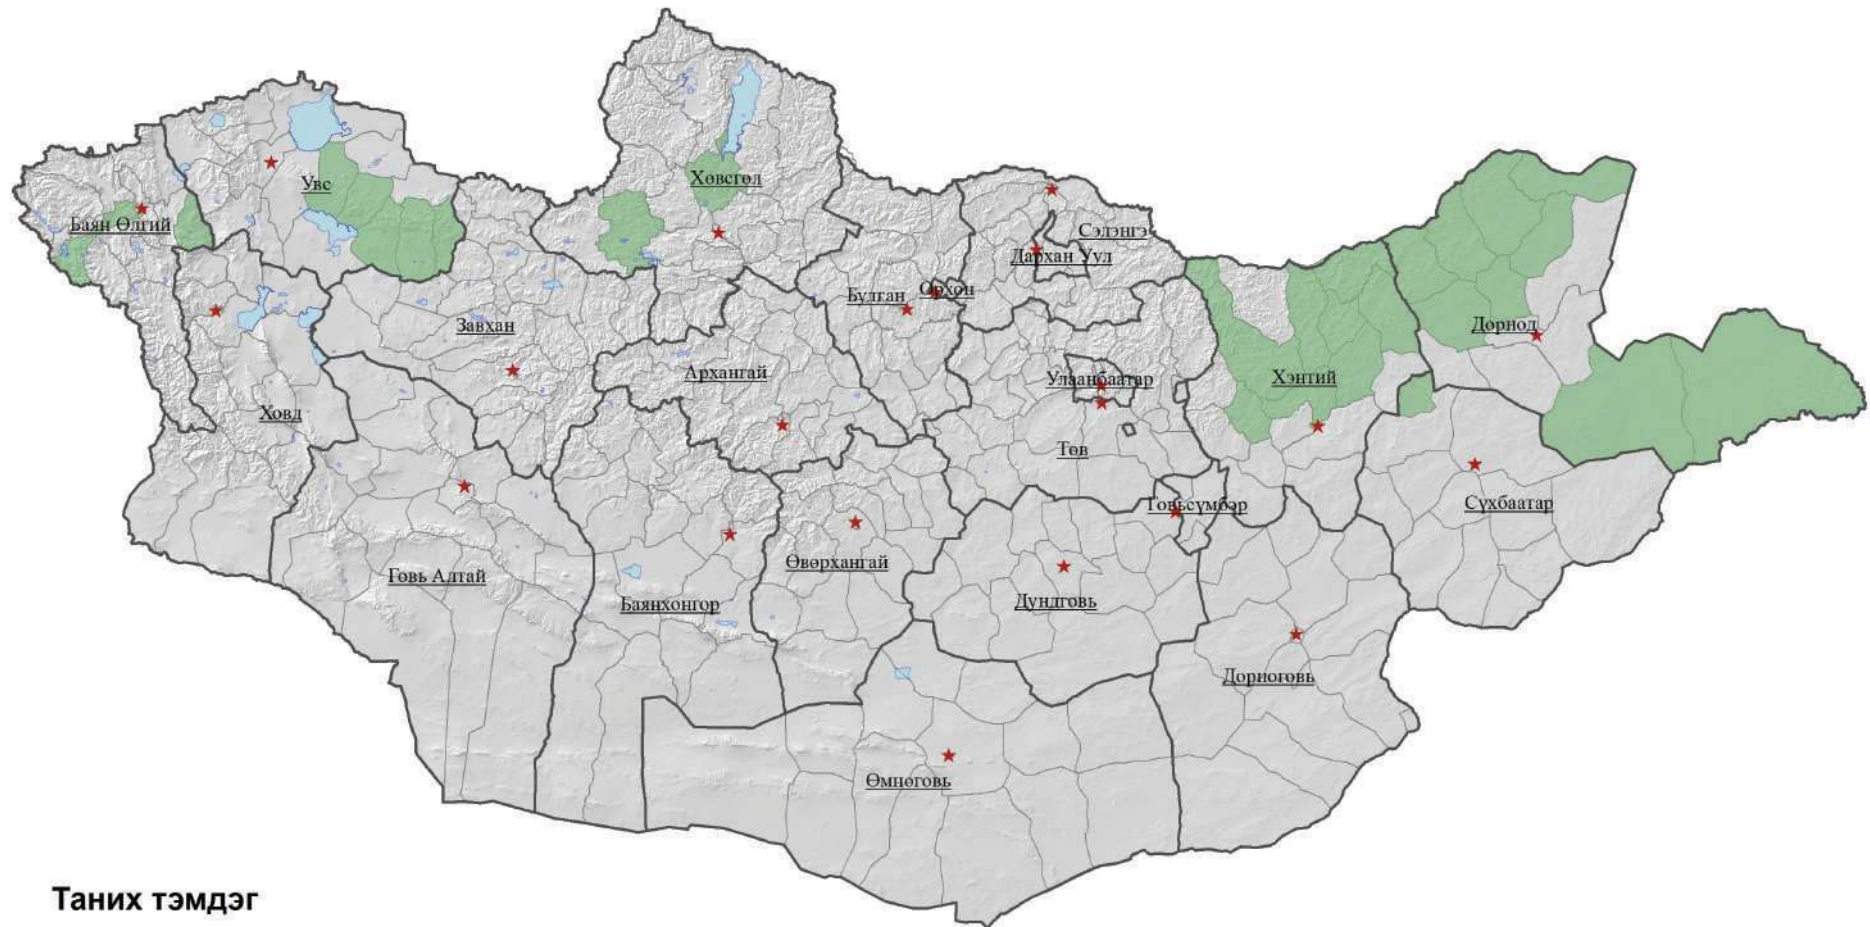 Хөвсгөл
Увс
Баян Өлгий
Сэлэнгэ
Дархан Уул
Орхон
Булган
Завхан
Дорнод
Архангай
Улаанбаатар
Хэнтий
Ховд
Төв
Говьсүмбэр
Сүхбаатар
Өвөрхангай
Говь Алтай
Баянхонгор
Дундговь
Дорноговь
Өмнөговь
Таних тэмдэг